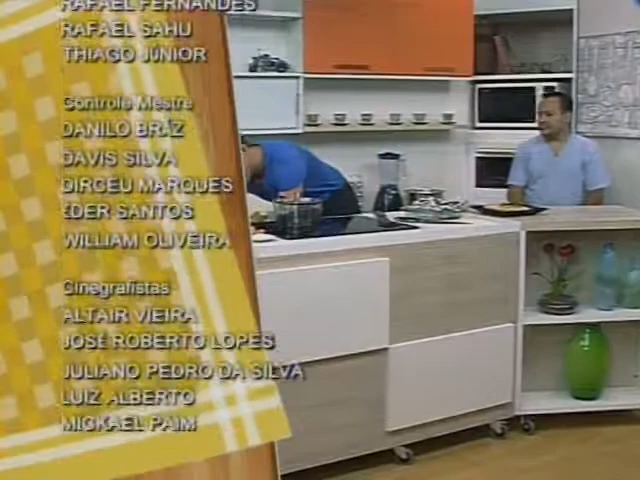 RAFAEL FERNANDES
RAFAEL SAHU
THIAGO JÚNIOR
Controle Mestre
DANILO BRAZ
DAVIS SILVA
DIRCEU MARQUES
EDER SANTOS
WILLIAM OLIVEIRA
Cinegrafistas
ALTAIR VIEIRA
JOSÉ ROBERTO LOPES
JULIANO PEDRO DA SILVA
LUIZ ALBERTO
MICKAEL PAIM